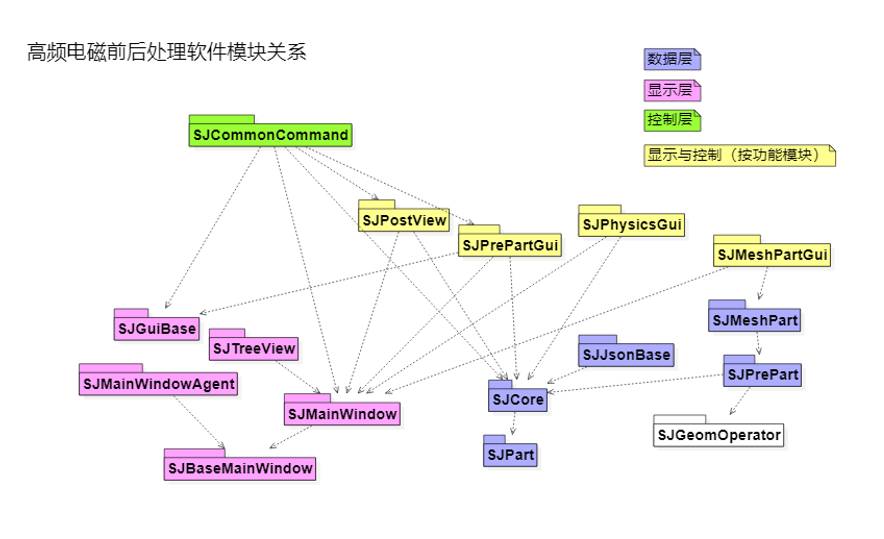 高频电磁前后处理软件模块关系
数据层
显示层
控制层
显示与控制（按功能模块）
SJCommonCommand
SJPostView
SJPrePartGui
SJPhysicsGui
SJMeshPartGui
SJGuiBase
SJTreeView
SJMainWindowAgent
SJMainWindow
SJBaseMainWindow
SJJsonBase
SJCore
SJPart
SJMeshPart
SJPrePart
SJGeomOperator